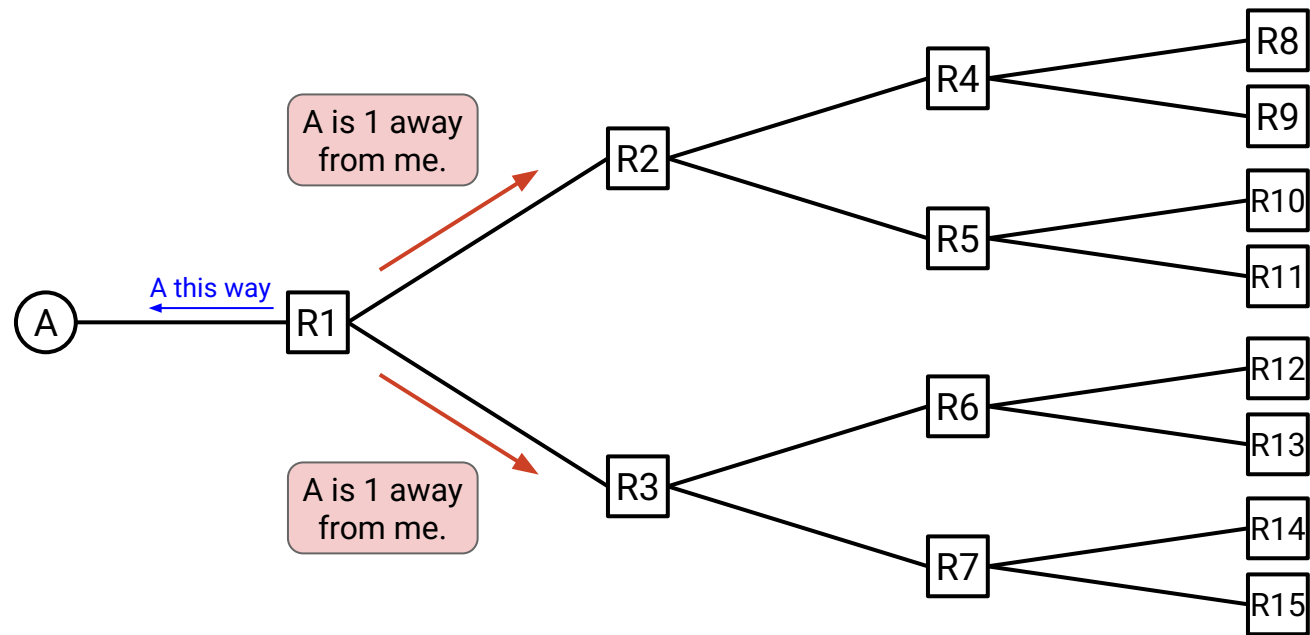 A is 1 away
from me.
A this way
A
R1
A is 1 away
from me.
R2
R3
R4
R5
R6
R7
R8
R9
R10
R11
R12
R13
R14
R15